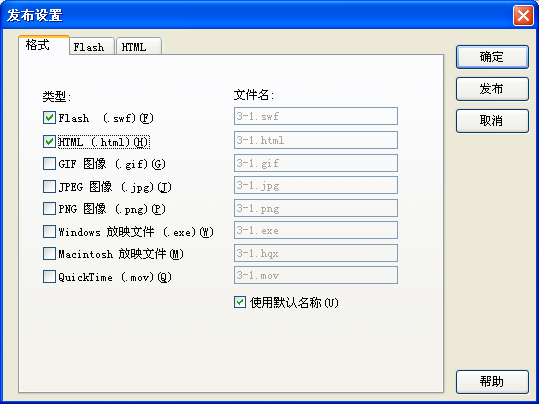 发布设置
格式 Flash HTML
确定
发布
取消
类型: 文件名:
Flash (.swf)(F) 3-1.swf
HTML (.html)(H) 3-1.html
GIF 图像 (.gif)(G) 3-1.gif
JPEG 图像 (.jpg)(J) 3-1.jpg
PNG 图像 (.png)(P) 3-1.png
Windows 放映文件 (.exe)(W) 3-1.exe
Macintosh 放映文件(M) 3-1.hqx
QuickTime (.mov)(Q) 3-1.mov
使用默认名称(U)
帮助